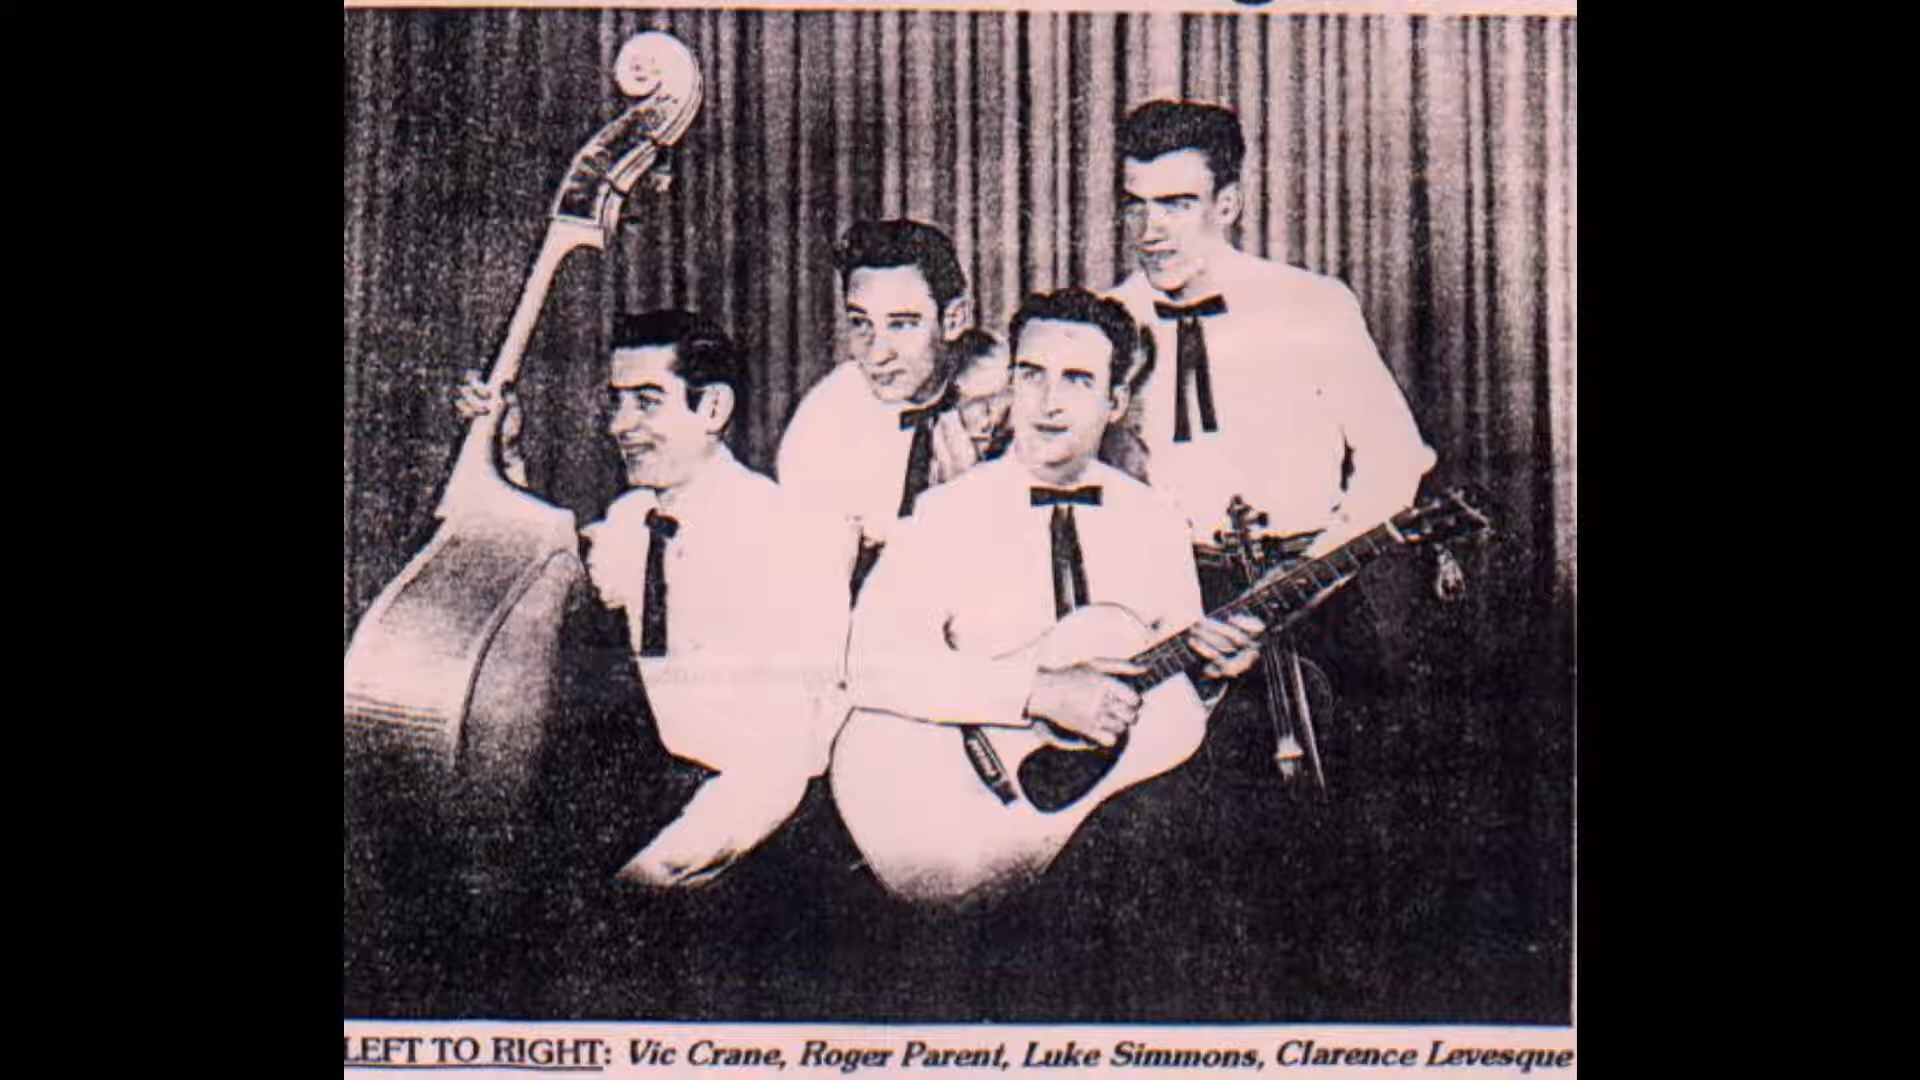 LEFT TO RIGHT: Vic Crane, Roger Parent, Luke Simmons, Clarence Levesque